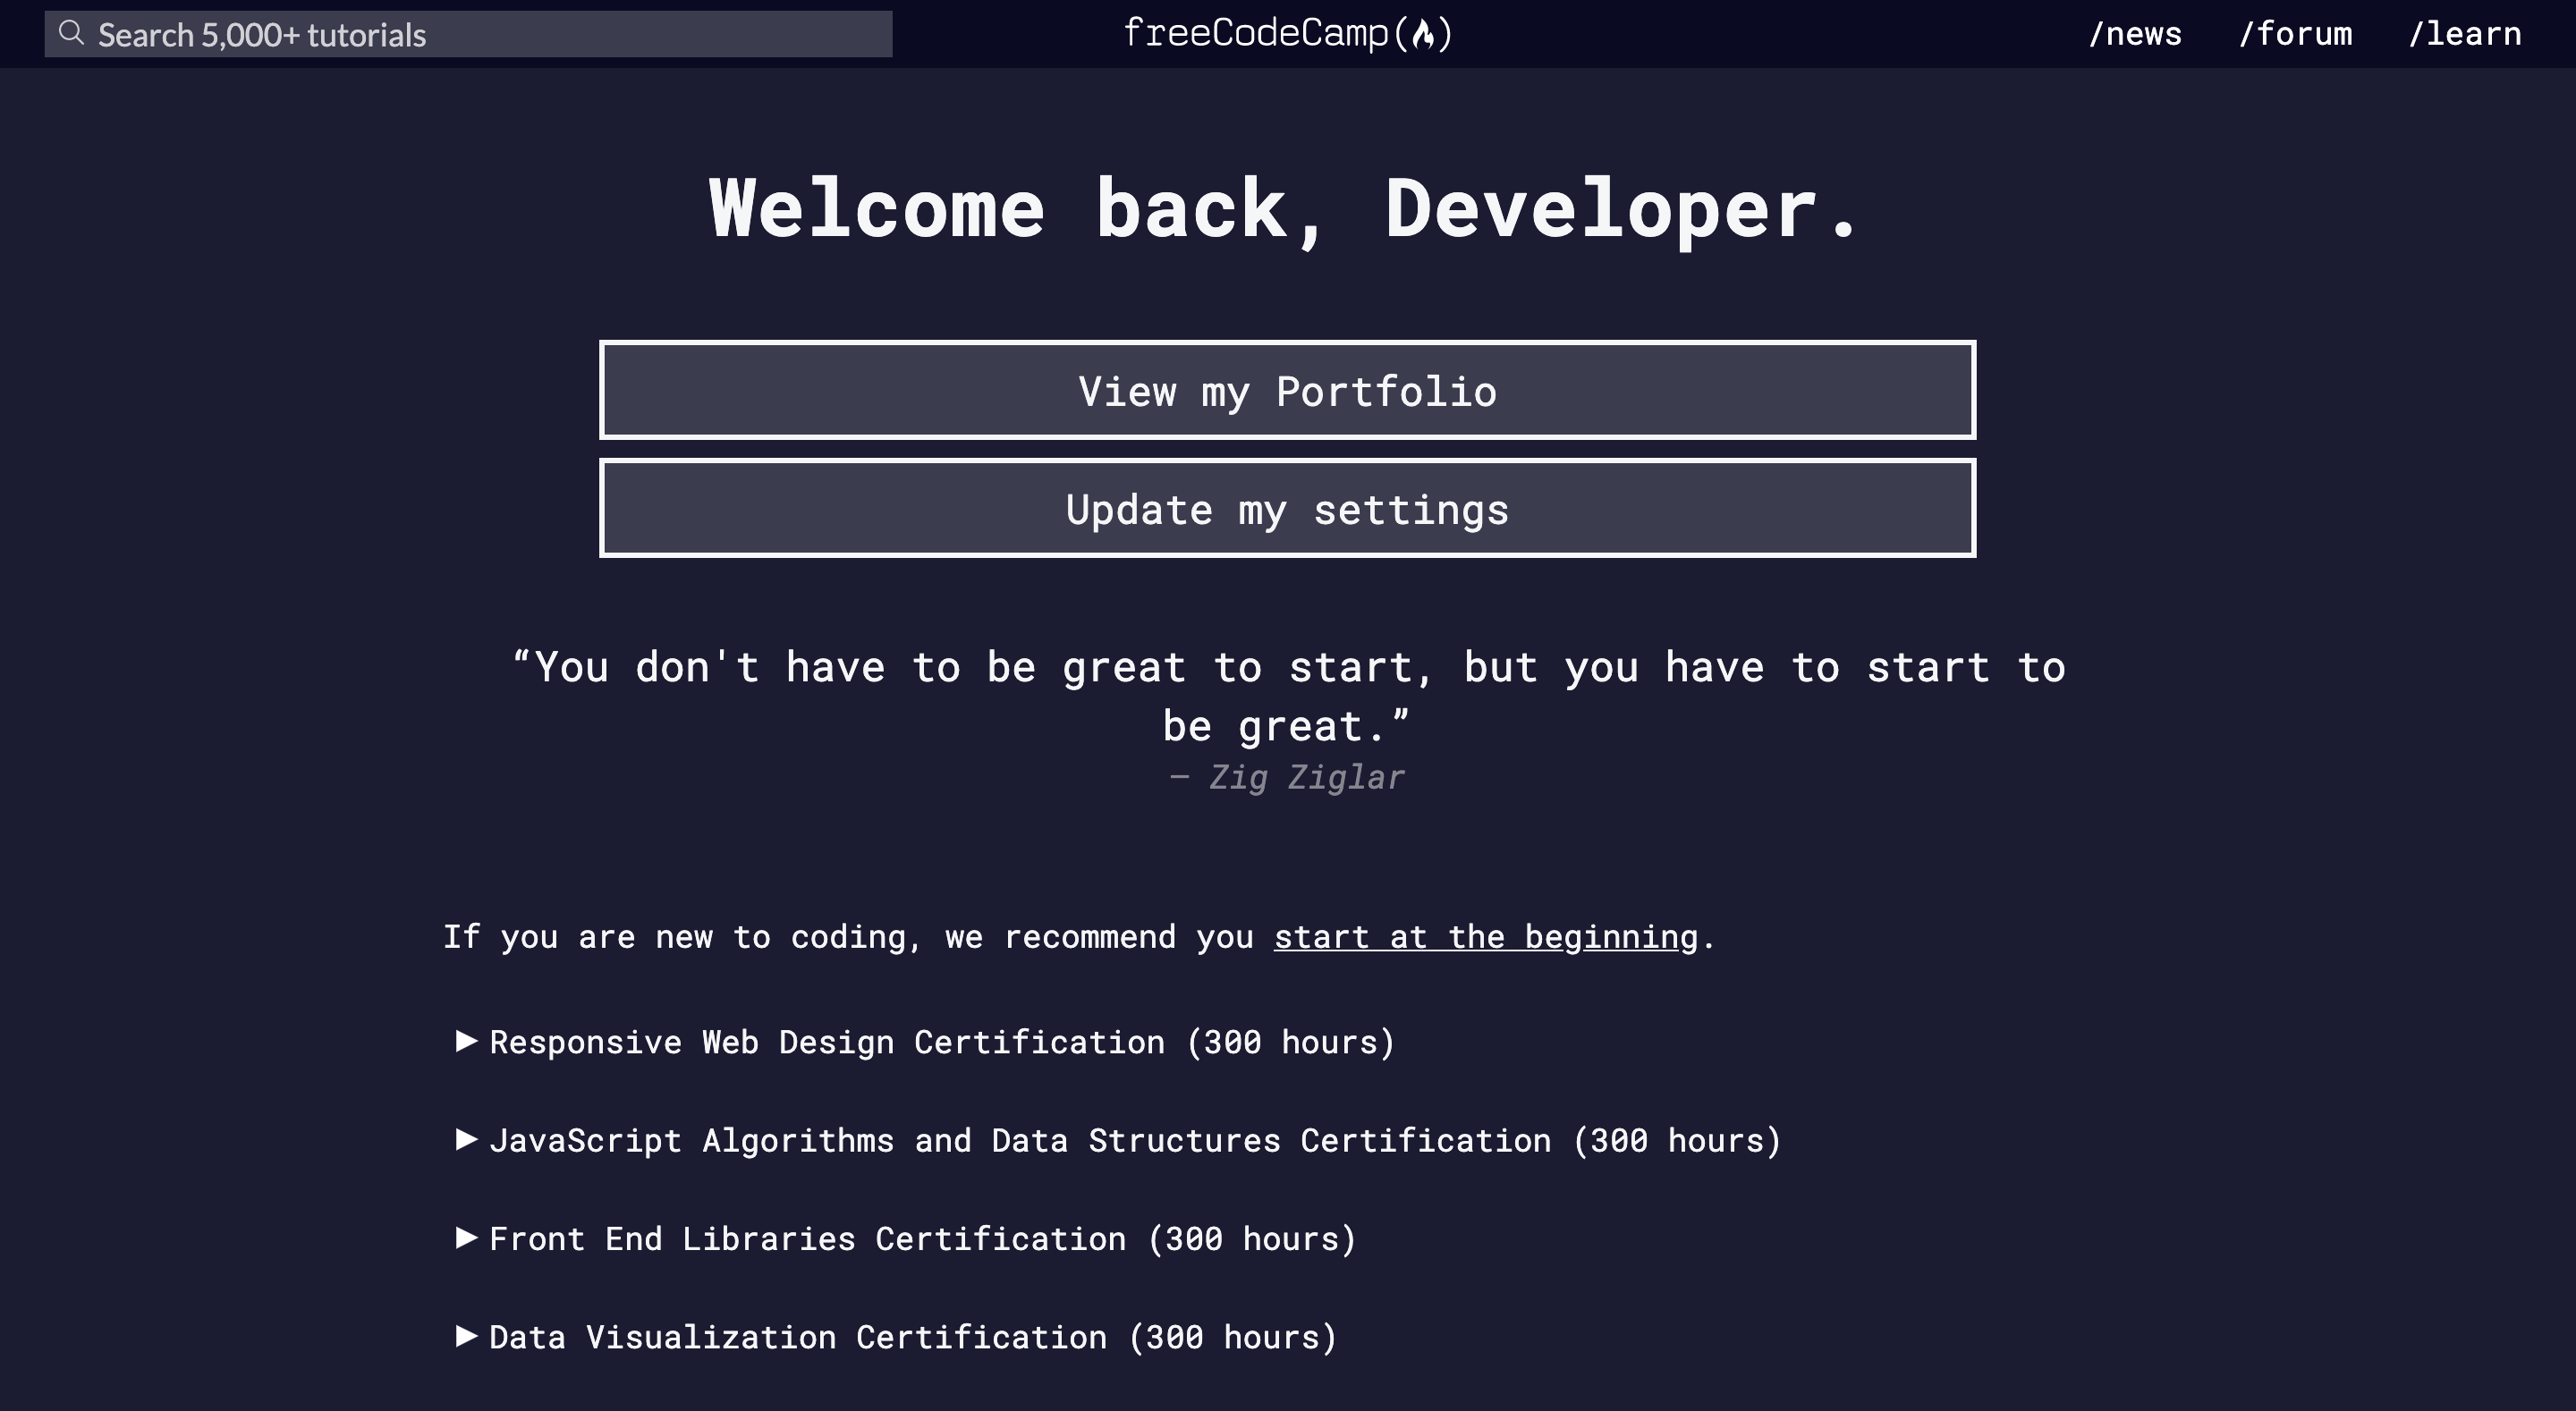 Search 5,000+ tutorials
freeCodeCamp
/news /forum /learn
Welcome back, Developer.
View my Portfolio
Update my settings
“You don't have to be great to start, but you have to start to
be great.”
— Zig Ziglar
If you are new to coding, we recommend you start at the beginning.
Responsive Web Design Certification (300 hours)
JavaScript Algorithms and Data Structures Certification (300 hours)
Front End Libraries Certification (300 hours)
Data Visualization Certification (300 hours)